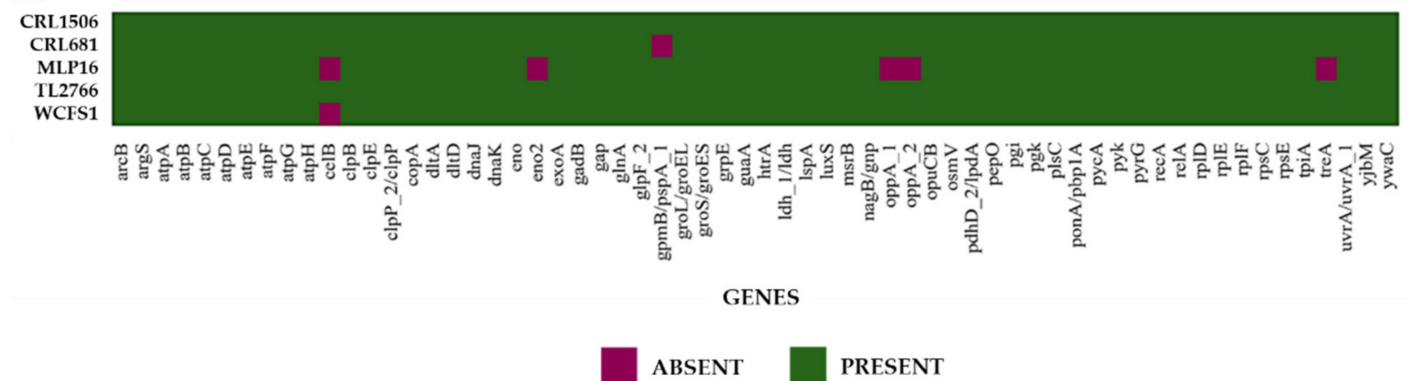 CRL1506
CRL681
MLP16
TL2766
WCFS1
arcB
argS
atpA
atpB
atpC
atpD
atpE
atpF
atpG
atpH
celB
clpB
clpE
clpP_2/clpP
copA
dltA
dltD
dnaJ
dnaK
eno
eno2
exoA
gadB
gap
glnA
glpF_2
gpmB/pspA_1
groL/groEL
groS/groES
grpE
guaA
htrA
ldh_1/ldh
lspA
luxS
msrB
nagB/gnp
oppA_1
oppA_2
opuCB
osmV
pdhD_2/lpdA
pepO
pgi
pgk
plsC
ponA/pbp1A
pycA
pyk
pyrG
recA
relA
rplD
rplE
rplF
rpsC
rpsE
tpiA
treA
uvrA/uvrA_1
yjbM
ywaC
GENES
ABSENT
PRESENT